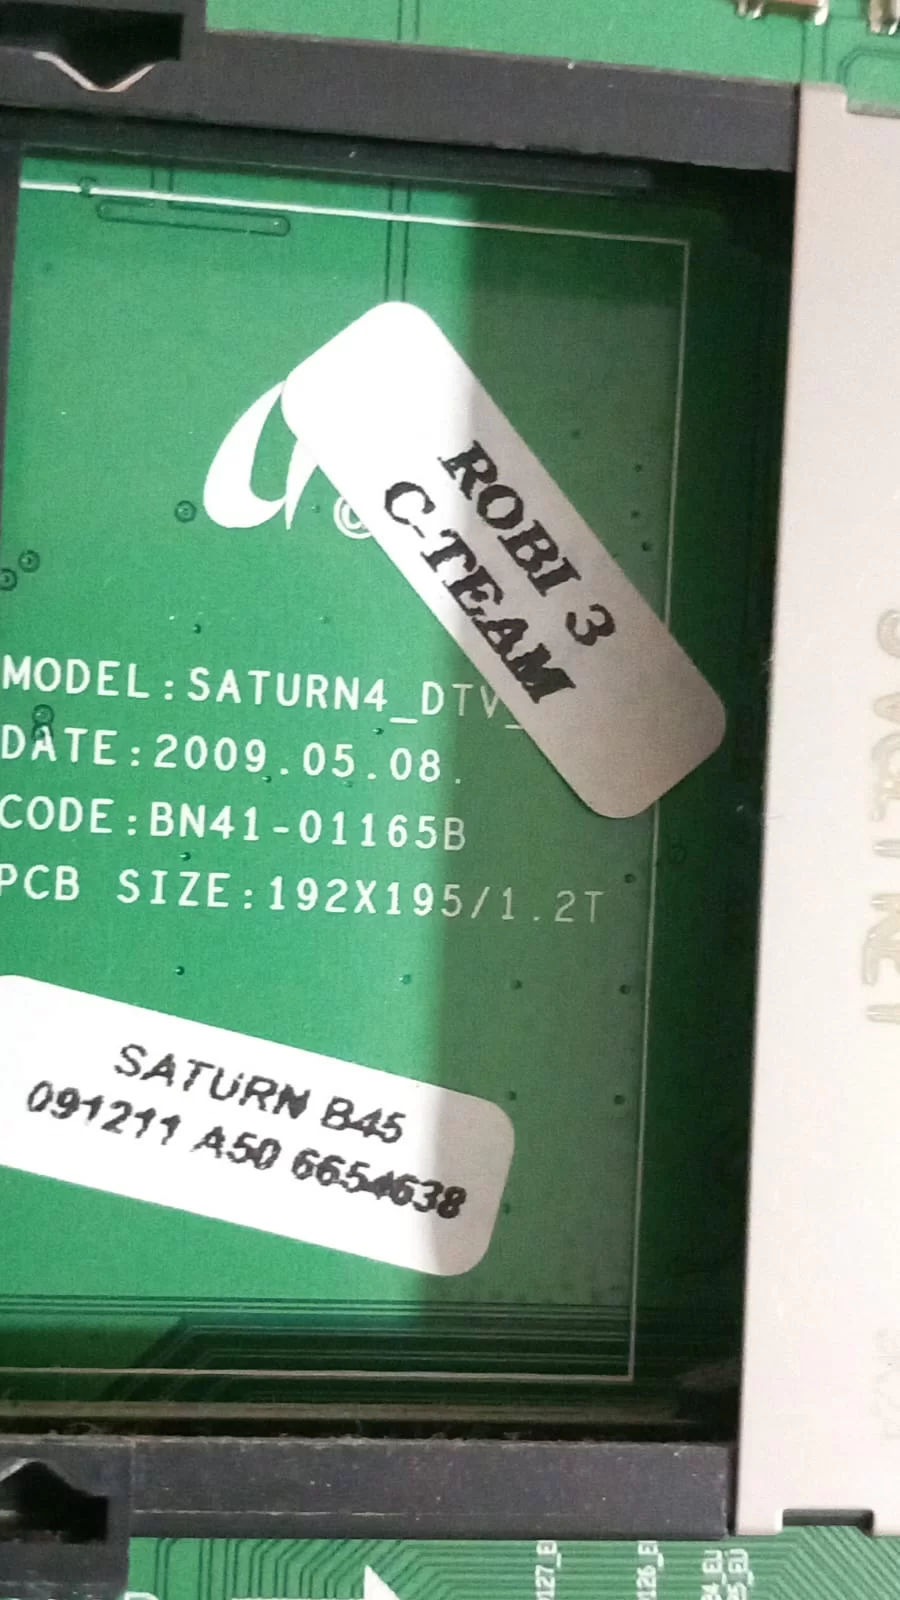 ROBI 3
C-TEAM
MODEL:SATURN4_DTV_
DATE:2009.05.08.
CODE:BN41-01165B
PCB SIZE:192X195/1.2T
SATURN B45
091211 A50 6654638